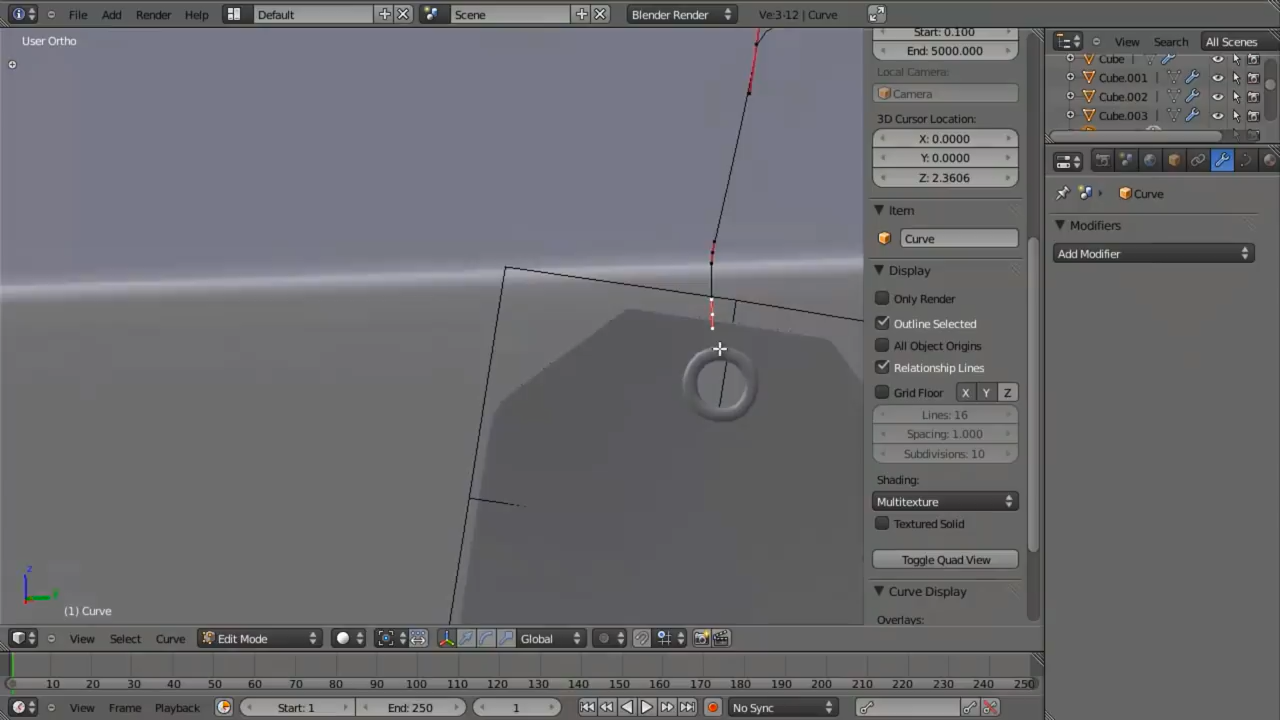 File Add Render Help Default Scene Blender Render Ve:3-12 | Curve
User Ortho
Start: 0.100
End: 5000.000
Local Camera:
Camera
3D Cursor Location:
X: 0.0000
Y: 0.0000
Z: 2.3606
Item
Curve
Display
Only Render
Outline Selected
All Object Origins
Relationship Lines
Grid Floor X Y Z
Lines: 16
Spacing: 1.000
Subdivisions: 10
Shading:
Multitexture
Textured Solid
Toggle Quad View
Curve Display
Overlays:
View Search All Scenes
Cube
Cube.001
Cube.002
Cube.003
Curve
Modifiers
Add Modifier
z
(1) Curve
View Select Curve Edit Mode Global
10 20 30 40 50 60 70 80 90 100 110 120 130 140 150 160 170 180 190 200 210 220 230 240 250
View Frame Playback Start: 1 End: 250 1 No Sync